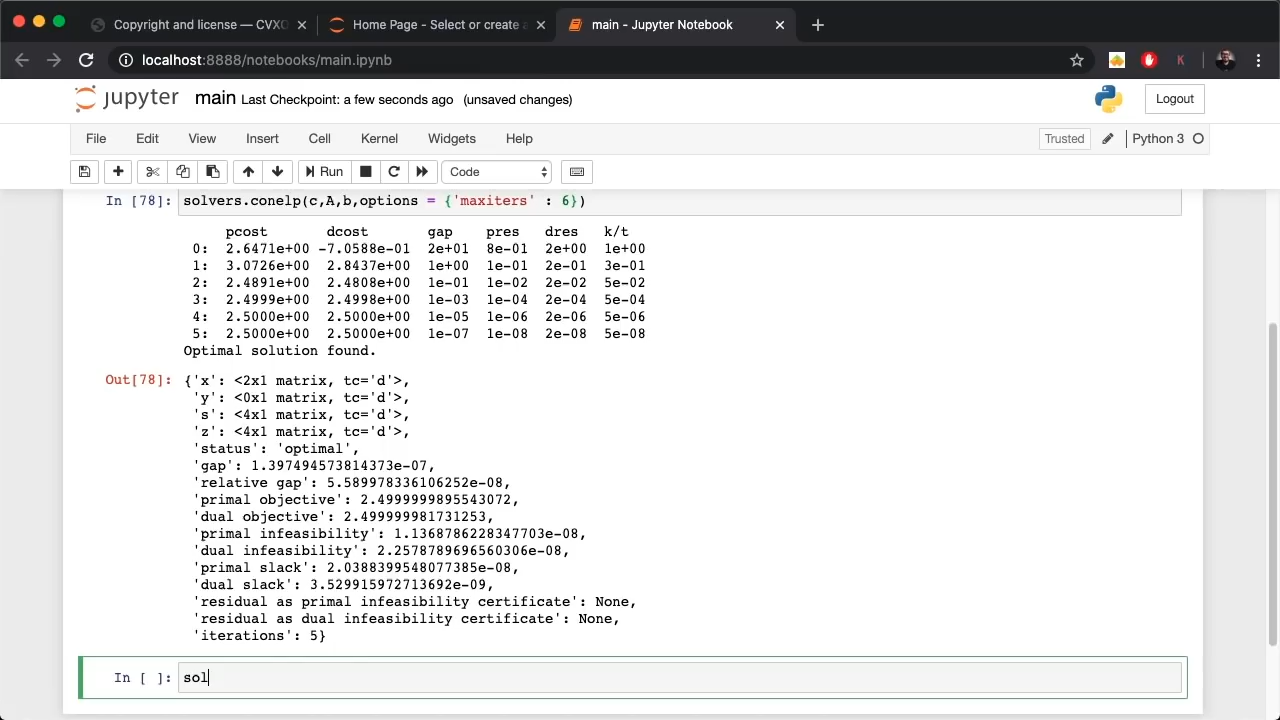 Copyright and license — CVXO
Home Page - Select or create a
main - Jupyter Notebook
localhost:8888/notebooks/main.ipynb
K
jupyter main Last Checkpoint: a few seconds ago (unsaved changes)
Logout
File Edit View Insert Cell Kernel Widgets Help
Trusted Python 3
Run Code
In [78]: solvers.conelp(c,A,b,options = {'maxiters' : 6})
pcost dcost gap pres dres k/t
0: 2.6471e+00 -7.0588e-01 2e+01 8e-01 2e+00 1e+00
1: 3.0726e+00 2.8437e+00 1e+00 1e-01 2e-01 3e-01
2: 2.4891e+00 2.4808e+00 1e-01 1e-02 2e-02 5e-02
3: 2.4999e+00 2.4998e+00 1e-03 1e-04 2e-04 5e-04
4: 2.5000e+00 2.5000e+00 1e-05 1e-06 2e-06 5e-06
5: 2.5000e+00 2.5000e+00 1e-07 1e-08 2e-08 5e-08
Optimal solution found.
Out[78]: {'x': <2x1 matrix, tc='d'>,
'y': <0x1 matrix, tc='d'>,
's': <4x1 matrix, tc='d'>,
'z': <4x1 matrix, tc='d'>,
'status': 'optimal',
'gap': 1.397494573814373e-07,
'relative gap': 5.589978336106252e-08,
'primal objective': 2.4999999895543072,
'dual objective': 2.499999981731253,
'primal infeasibility': 1.1368786228347703e-08,
'dual infeasibility': 2.2578789696560306e-08,
'primal slack': 2.0388399548077385e-08,
'dual slack': 3.529915972713692e-09,
'residual as primal infeasibility certificate': None,
'residual as dual infeasibility certificate': None,
'iterations': 5}
In [ ]: sol